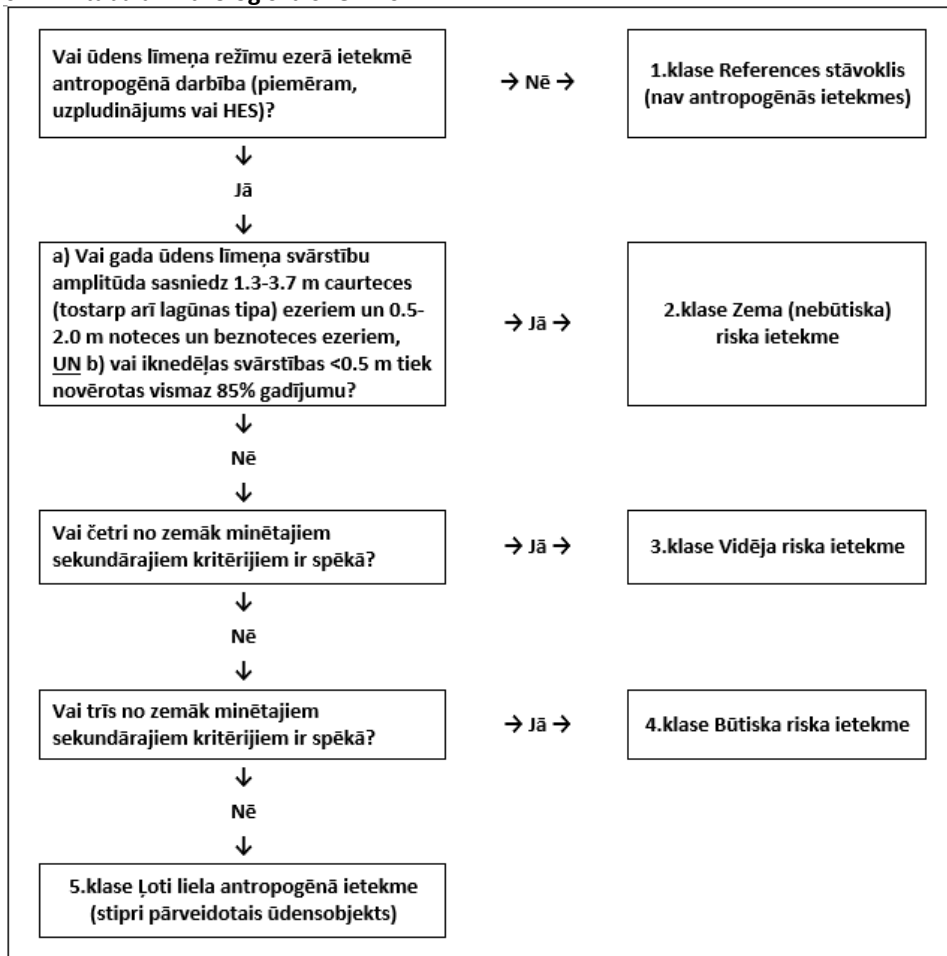 Vai ūdens līmeņa režīmu ezerā ietekmē
antropogēnā darbība (piemēram,
uzpludinājums vai HES)?
→ Nē →
1.klase References stāvoklis
(nav antropogēnās ietekmes)
↓
Jā
↓
a) Vai gada ūdens līmeņa svārstību
amplitūda sasniedz 1.3-3.7 m caurteces
(tostarp arī lagūnas tipa) ezeriem un 0.5-
2.0 m noteces un beznoteces ezeriem,
UN b) vai iknedēļas svārstības <0.5 m tiek
novērotas vismaz 85% gadījumu?
→ Jā →
2.klase Zema (nebūtiska)
riska ietekme
↓
Nē
↓
Vai četri no zemāk minētajiem
sekundārajiem kritērijiem ir spēkā?
→ Jā →
3.klase Vidēja riska ietekme
↓
Nē
↓
Vai trīs no zemāk minētajiem
sekundārajiem kritērijiem ir spēkā?
→ Jā →
4.klase Būtiska riska ietekme
↓
Nē
↓
5.klase Ļoti liela antropogēnā ietekme
(stipri pārveidotais ūdensobjekts)